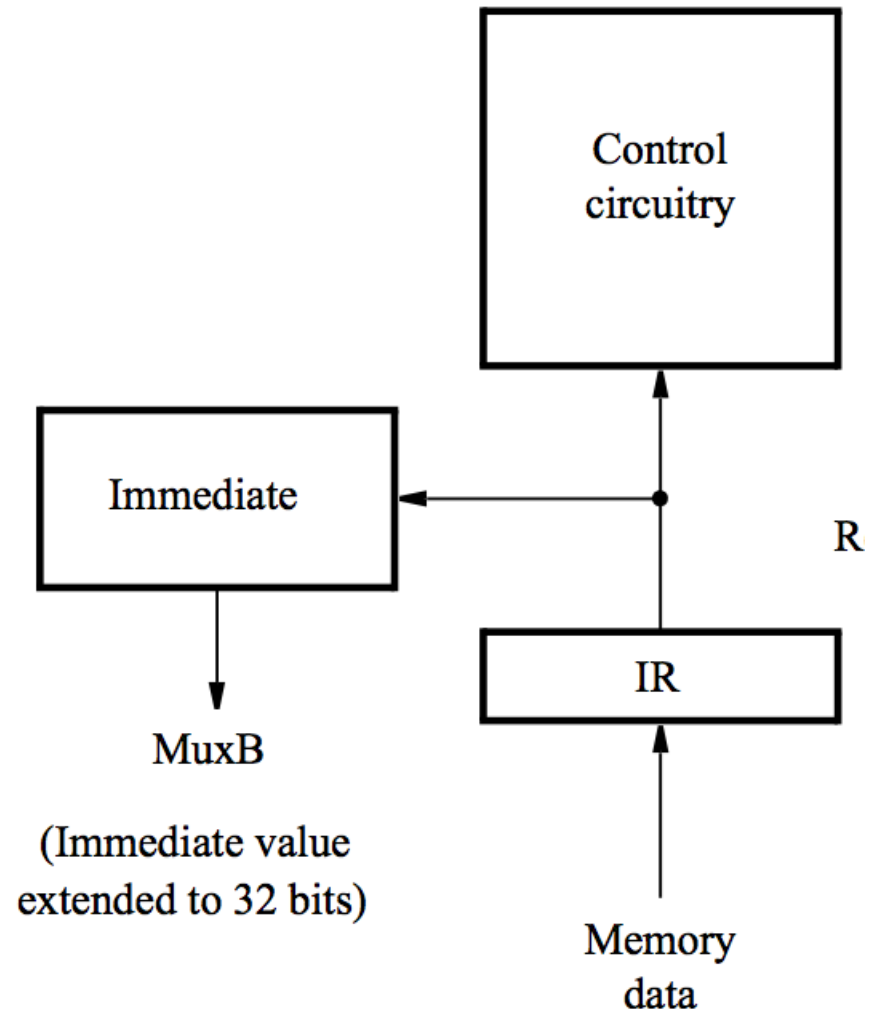 Control
circuitry
Immediate
R
IR
MuxB
(Immediate value
extended to 32 bits)
Memory
data